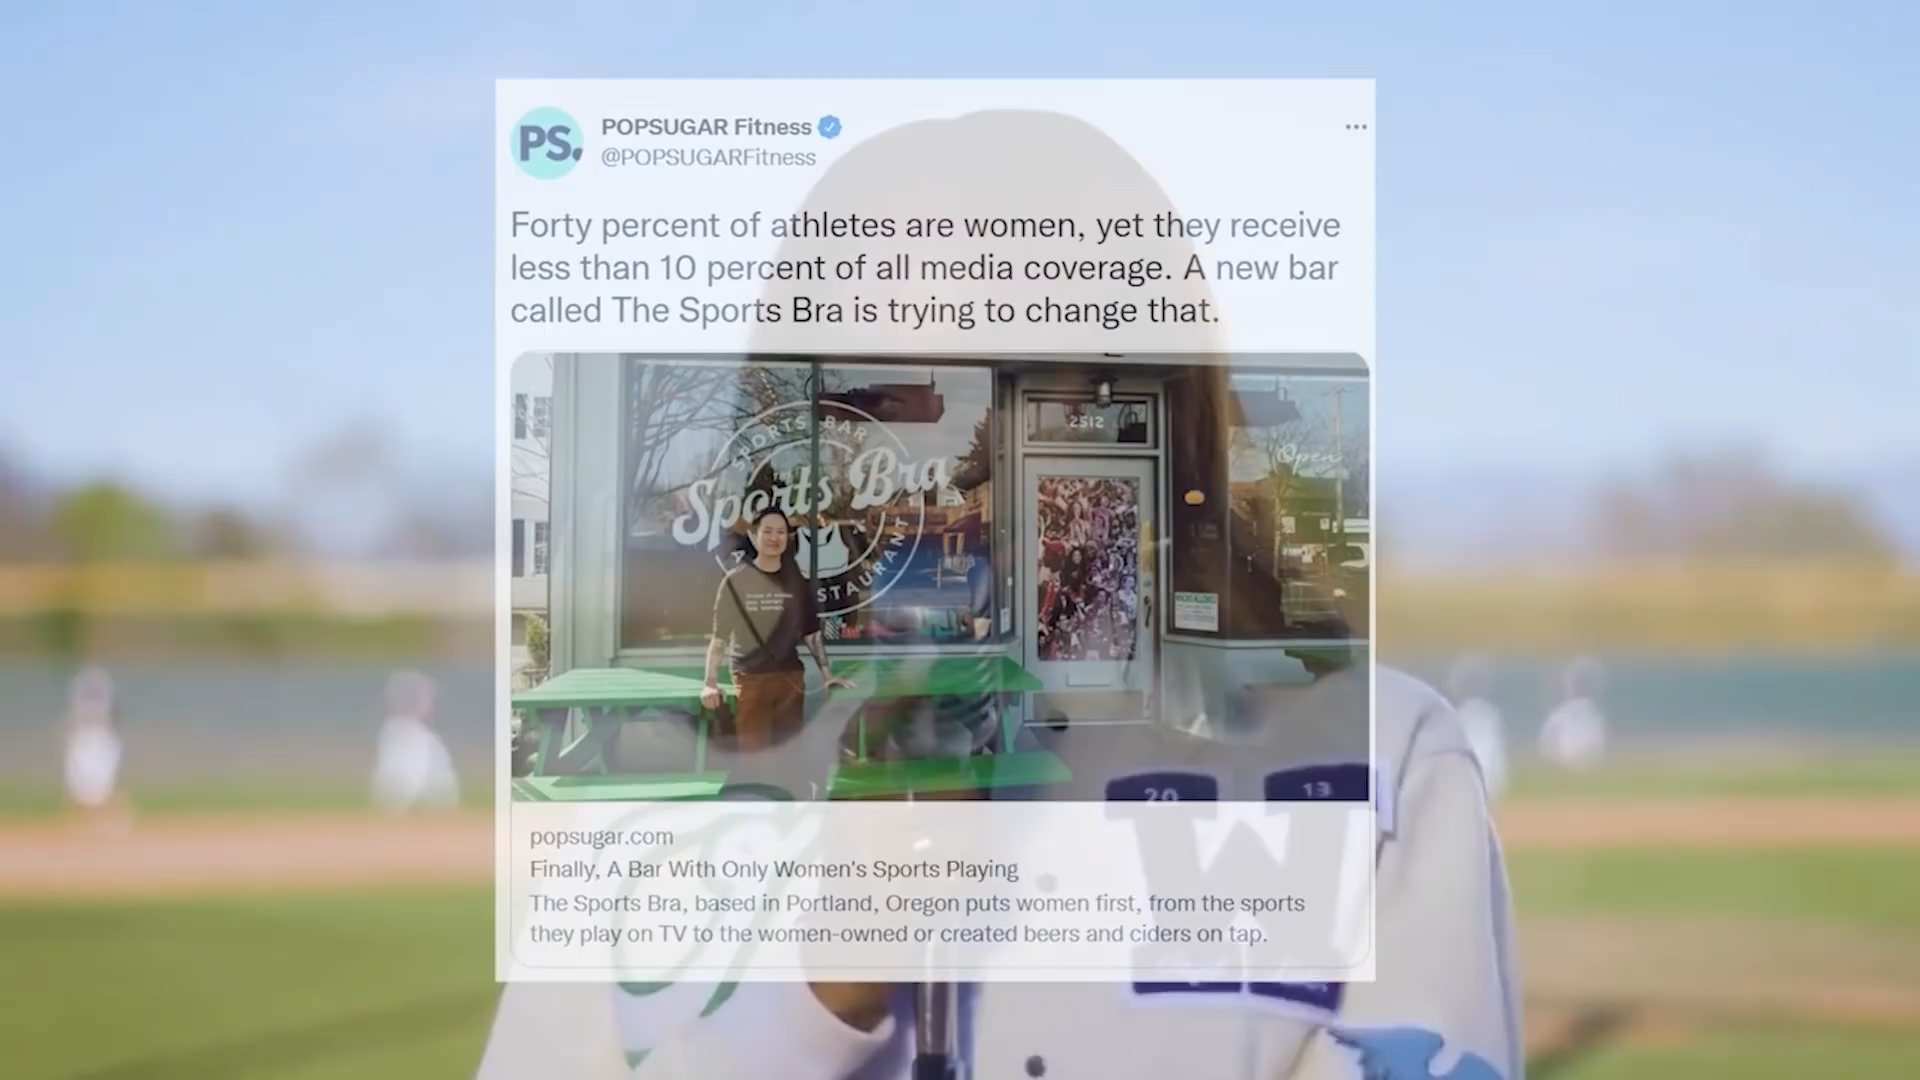 PS.
POPSUGAR Fitness
@POPSUGARFitness
Forty percent of athletes are women, yet they receive
less than 10 percent of all media coverage. A new bar
called The Sports Bra is trying to change that.
SPORTS BAR
Sports Bra
STAURANT
2512
Open
20
13
W
popsugar.com
Finally, A Bar With Only Women's Sports Playing
The Sports Bra, based in Portland, Oregon puts women first, from the sports
they play on TV to the women-owned or created beers and ciders on tap.